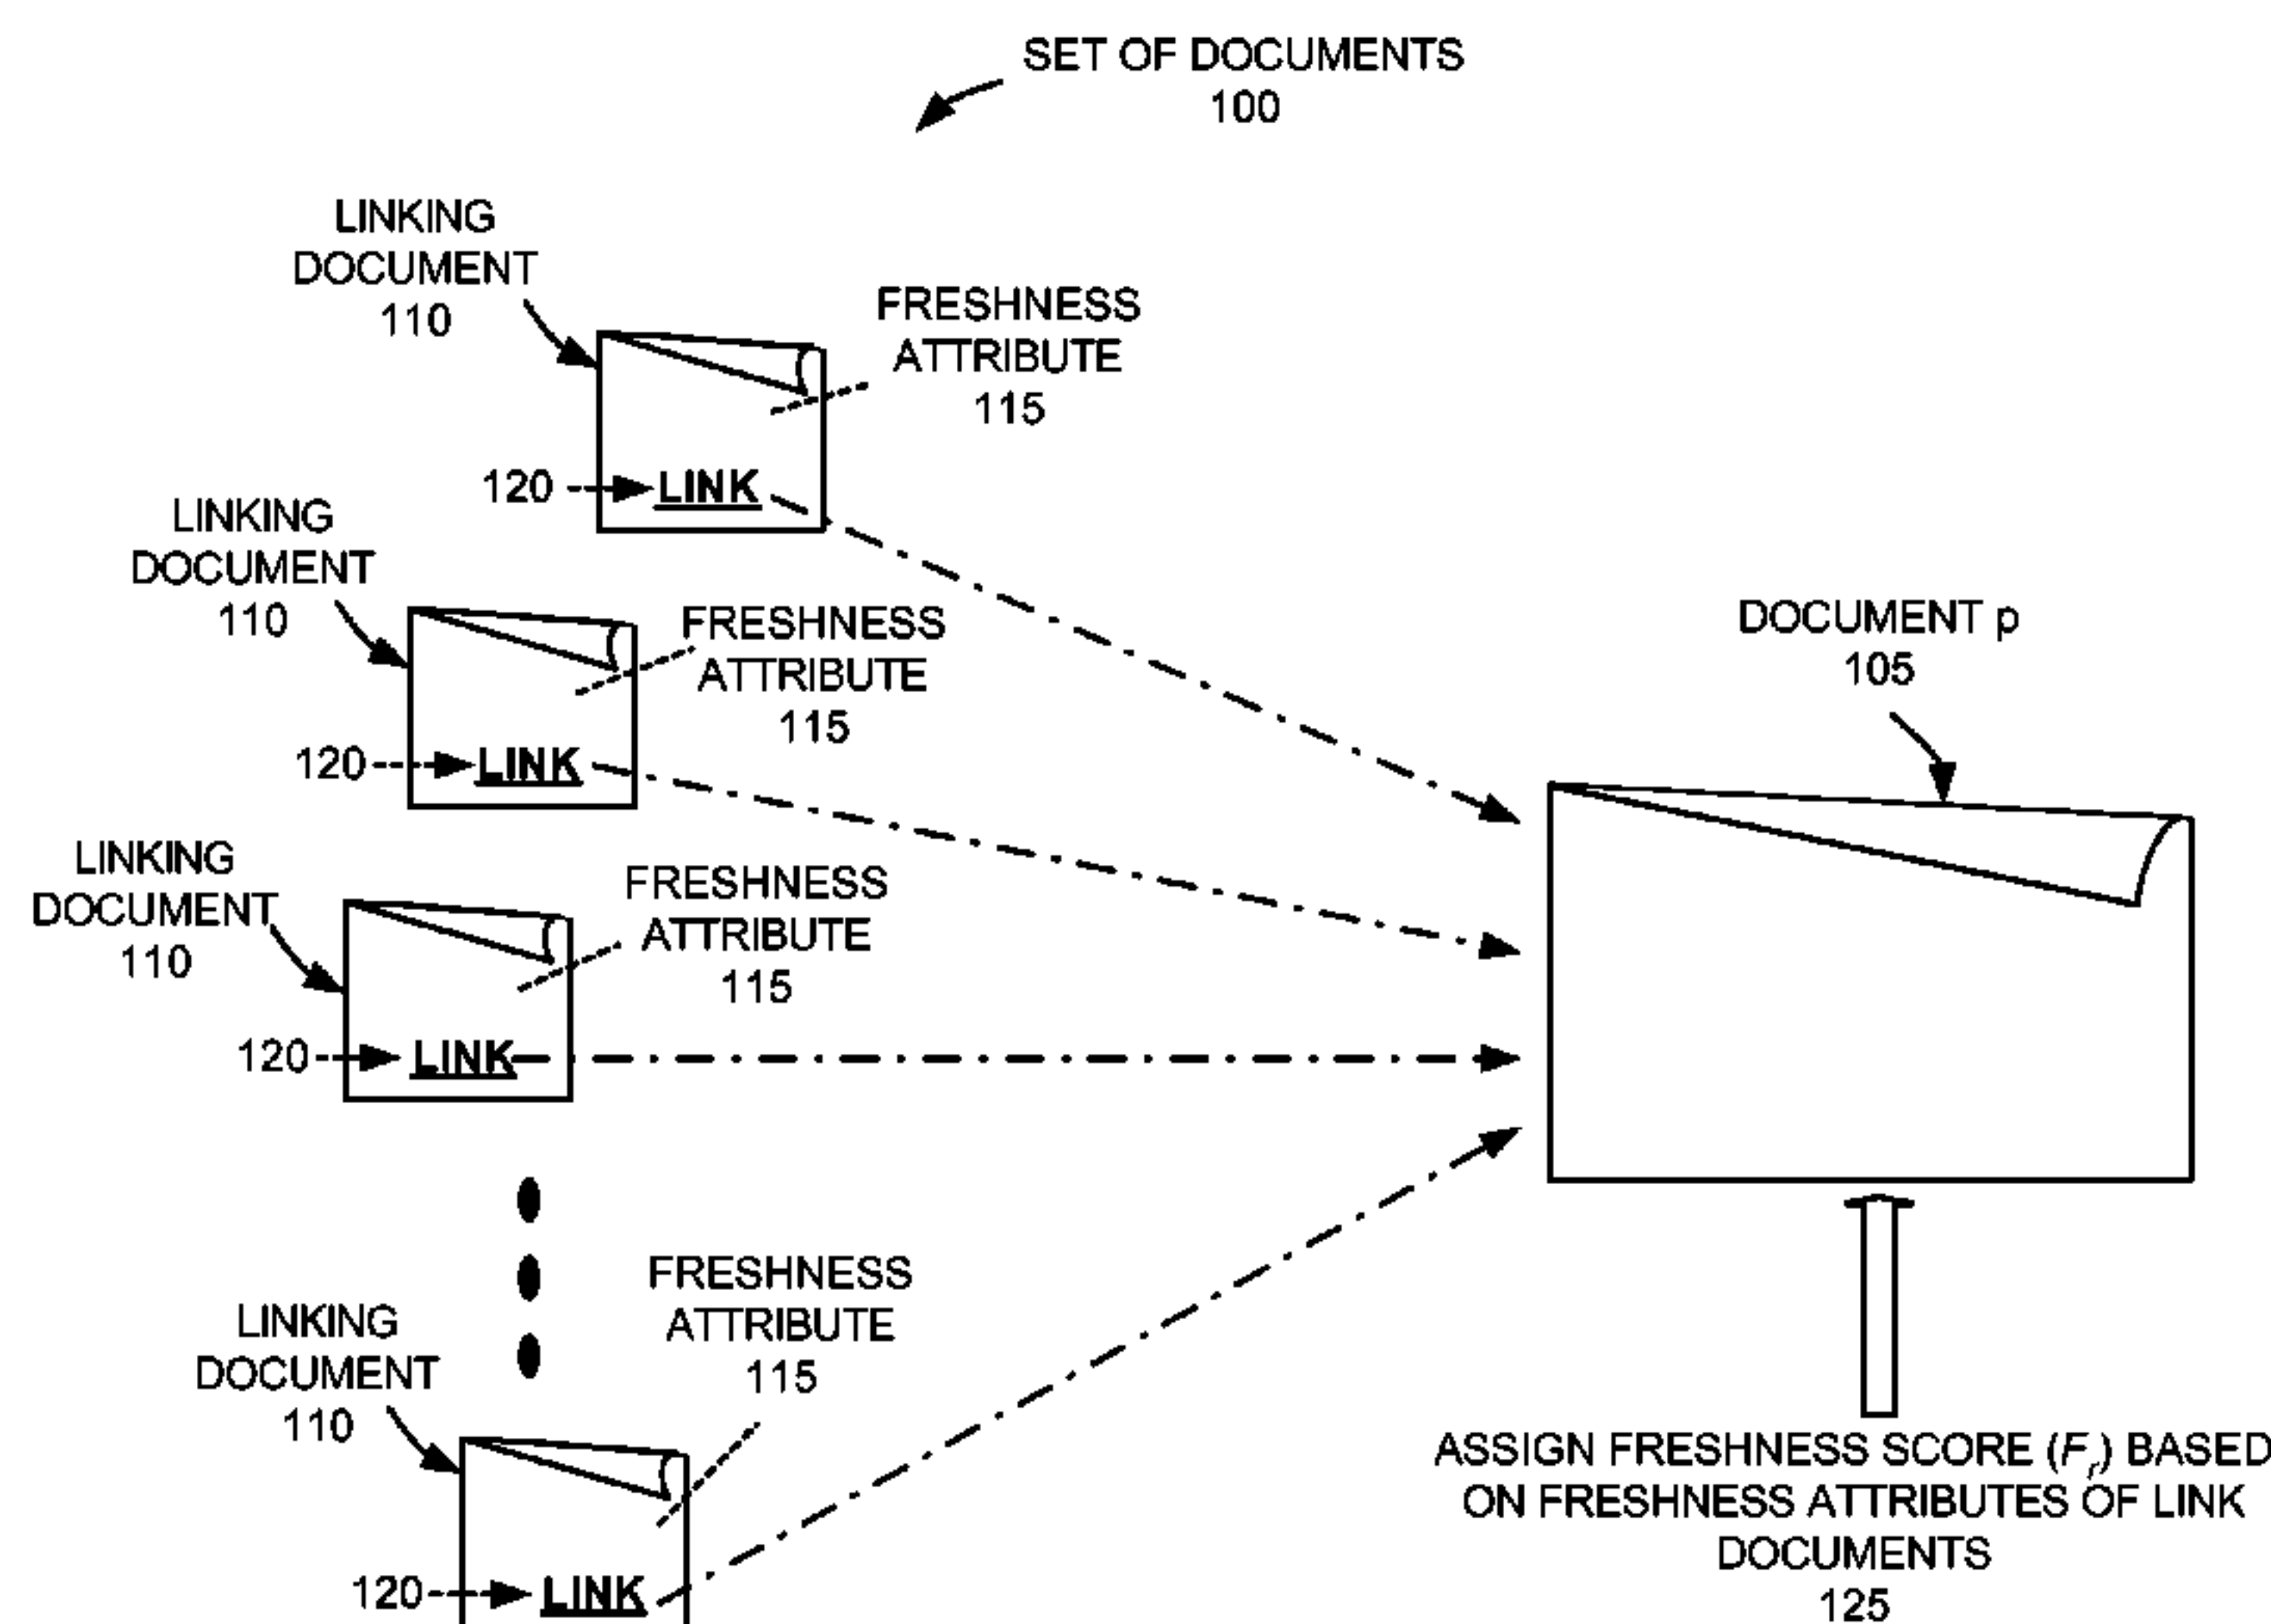 SET OF DOCUMENTS
100
LINKING
DOCUMENT
110
FRESHNESS
ATTRIBUTE
115
120
LINK
LINKING
DOCUMENT
110
FRESHNESS
ATTRIBUTE
115
120
LINK
DOCUMENT p
105
LINKING
DOCUMENT
110
FRESHNESS
ATTRIBUTE
115
120
LINK
LINKING
DOCUMENT
110
FRESHNESS
ATTRIBUTE
115
120
LINK
ASSIGN FRESHNESS SCORE (F) BASED
ON FRESHNESS ATTRIBUTES OF LINK
DOCUMENTS
125